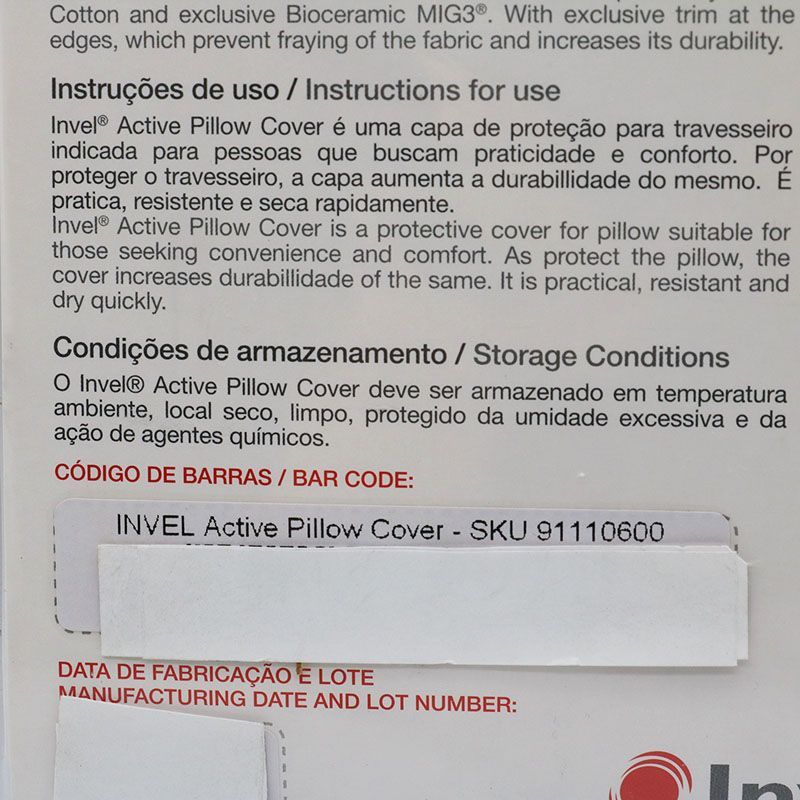 Cotton and exclusive Bioceramic MIG3®. With exclusive trim at the
edges, which prevent fraying of the fabric and increases its durability.
Instruções de uso / Instructions for use
Invel® Active Pillow Cover é uma capa de proteção para travesseiro
indicada para pessoas que buscam praticidade e conforto. Por
proteger o travesseiro, a capa aumenta a durabillidade do mesmo. É
pratica, resistente e seca rapidamente.
Invel® Active Pillow Cover is a protective cover for pillow suitable for
those seeking convenience and comfort. As protect the pillow, the
cover increases durabillidade of the same. It is practical, resistant and
dry quickly.
Condições de armazenamento / Storage Conditions
O Invel® Active Pillow Cover deve ser armazenado em temperatura
ambiente, local seco, limpo, protegido da umidade excessiva e da
ação de agentes químicos.
CÓDIGO DE BARRAS / BAR CODE:
INVEL Active Pillow Cover - SKU 91110600
DATA DE FABRICAÇÃO E LOTE
MANUFACTURING DATE AND LOT NUMBER: